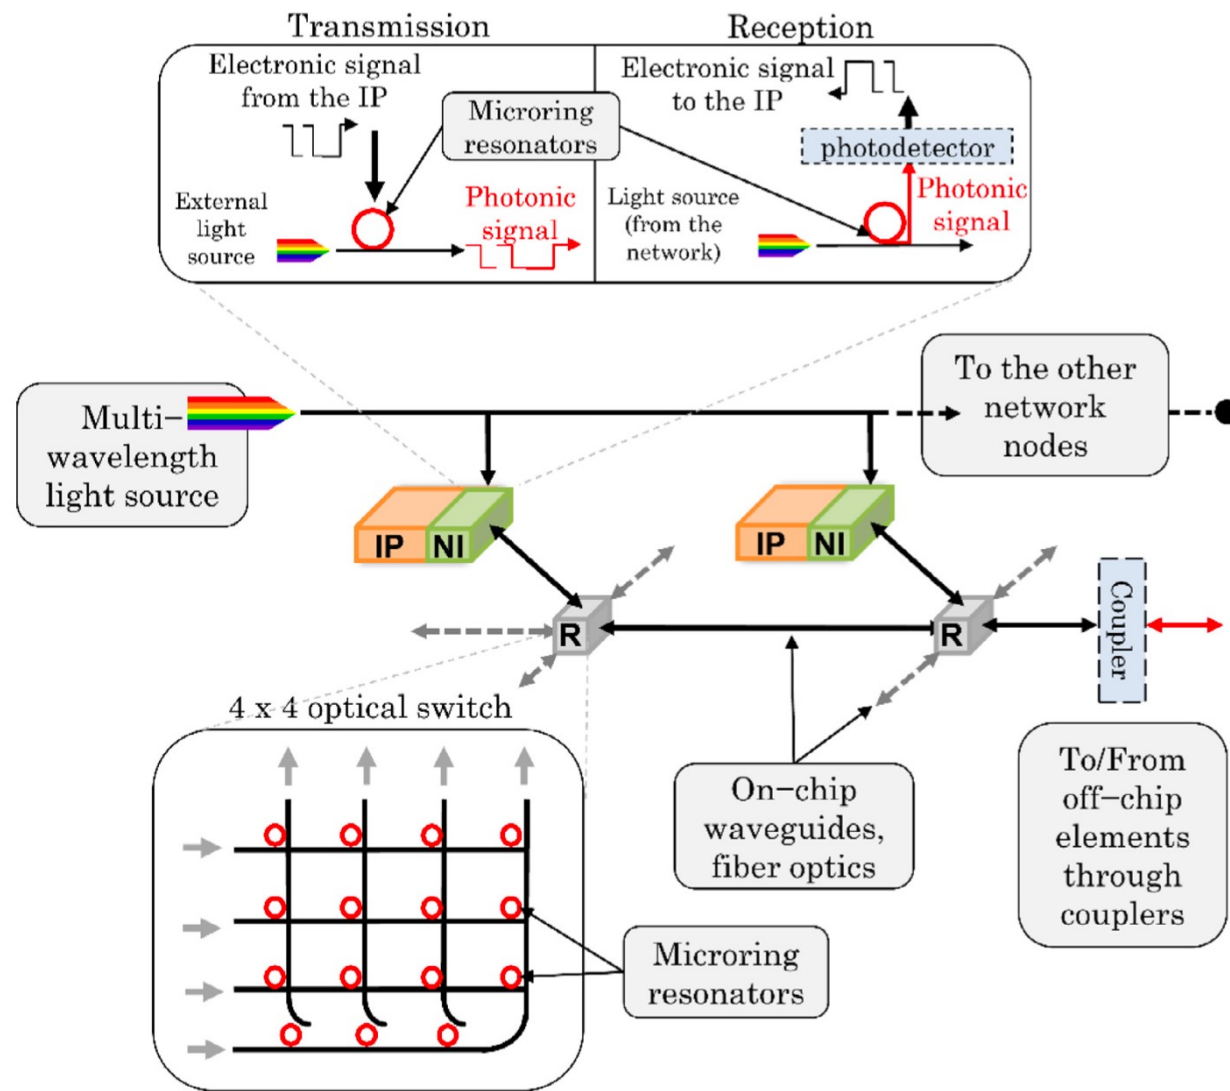 Transmission
Reception
Electronic signal
from the IP
Microring
resonators
Electronic signal
to the IP
photodetector
External
light
source
Photonic
signal
Light source
(from the
network)
Photonic
signal
Multi-
wavelength
light source
To the other
network
nodes
IP NI
IP NI
R
R
Coupler
4 x 4 optical switch
On-chip
waveguides,
fiber optics
To/From
off-chip
elements
through
couplers
Microring
resonators